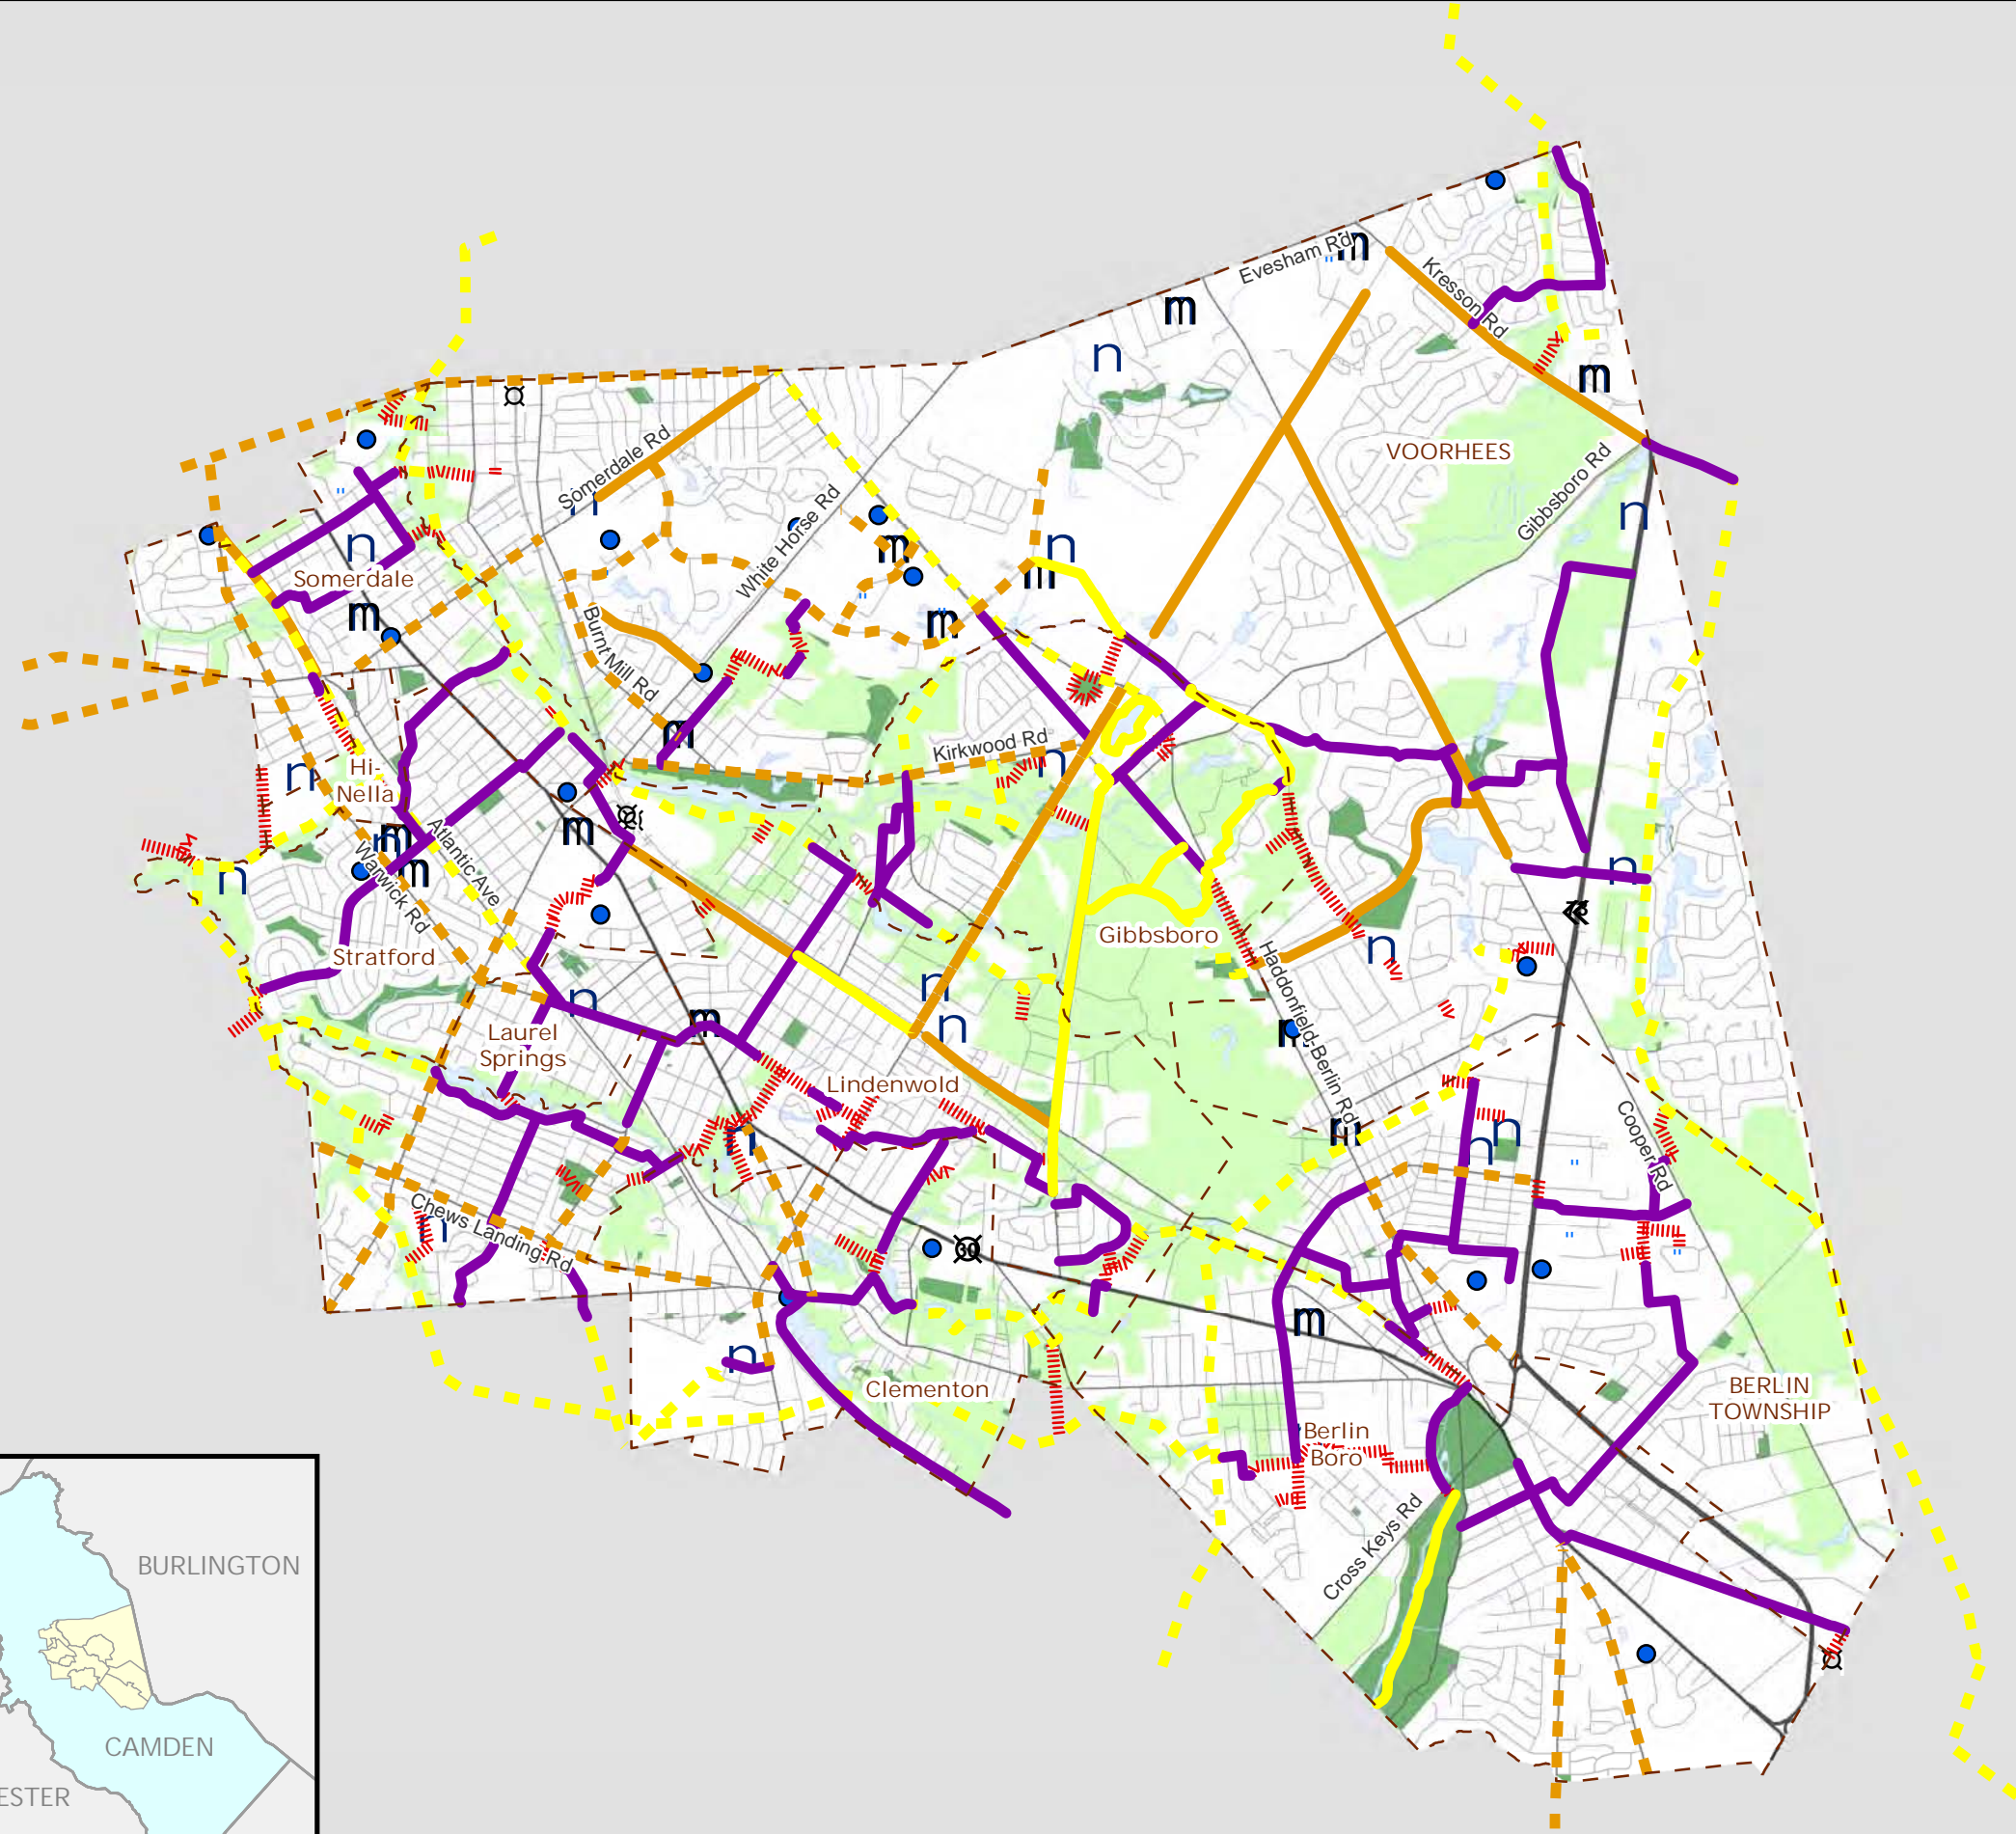 Evesham Rd
Kresson Rd
VOORHEES
Gibbsboro Rd
Somerdale Rd
White Horse Rd
Somerdale
Burnt Mill Rd
Kirkwood Rd
Hi-
Nella
Atlantic Ave
Warwick Rd
Stratford
Gibbsboro
Haddonfield-Berlin Rd
Laurel
Springs
Lindenwold
Cooper Rd
Chews Landing Rd
Clementon
BERLIN
TOWNSHIP
Berlin
Boro
Cross Keys Rd
BURLINGTON
CAMDEN
ESTER
m
m
m
m
m
m
m
m
m
m
m
m
n
n
n
n
n
n
n
n
n
n
n
n
n
n
30